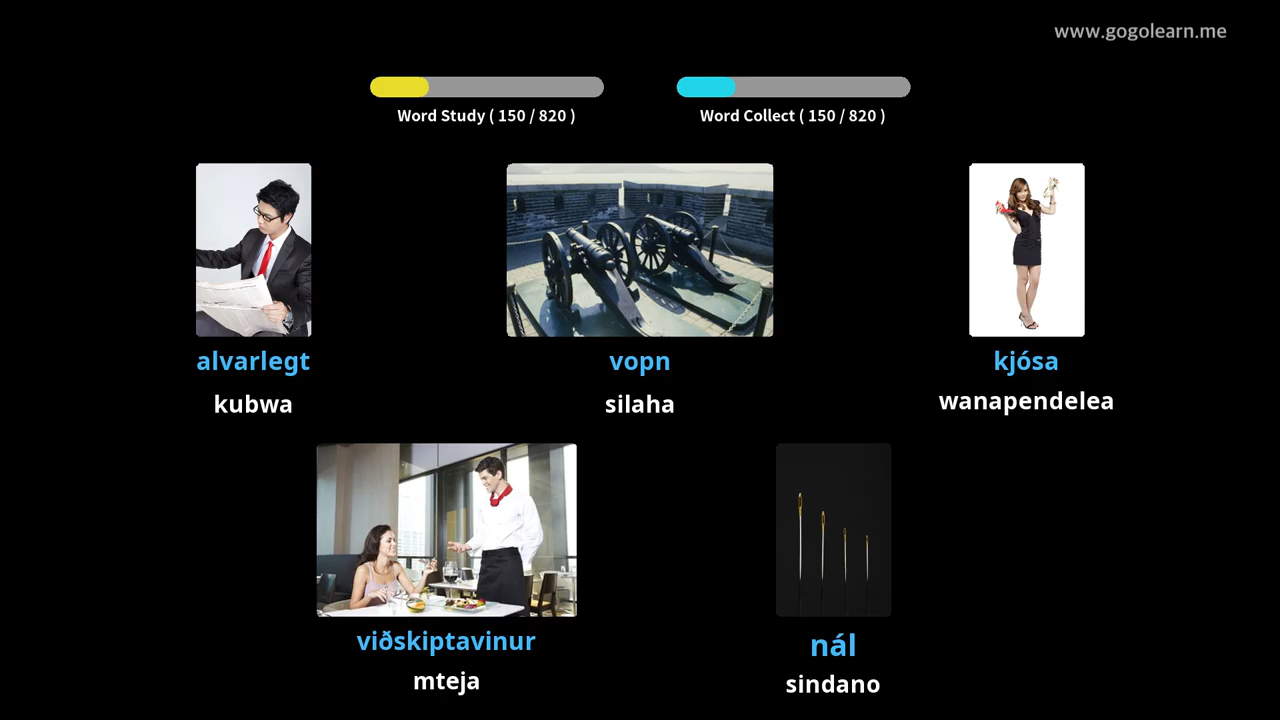 www.gogolearn.me
Word Study ( 150 / 820 )
Word Collect ( 150 / 820 )
alvarlegt
kubwa
vopn
silaha
kjósa
wanapendelea
viðskiptavinur
mteja
nál
sindano